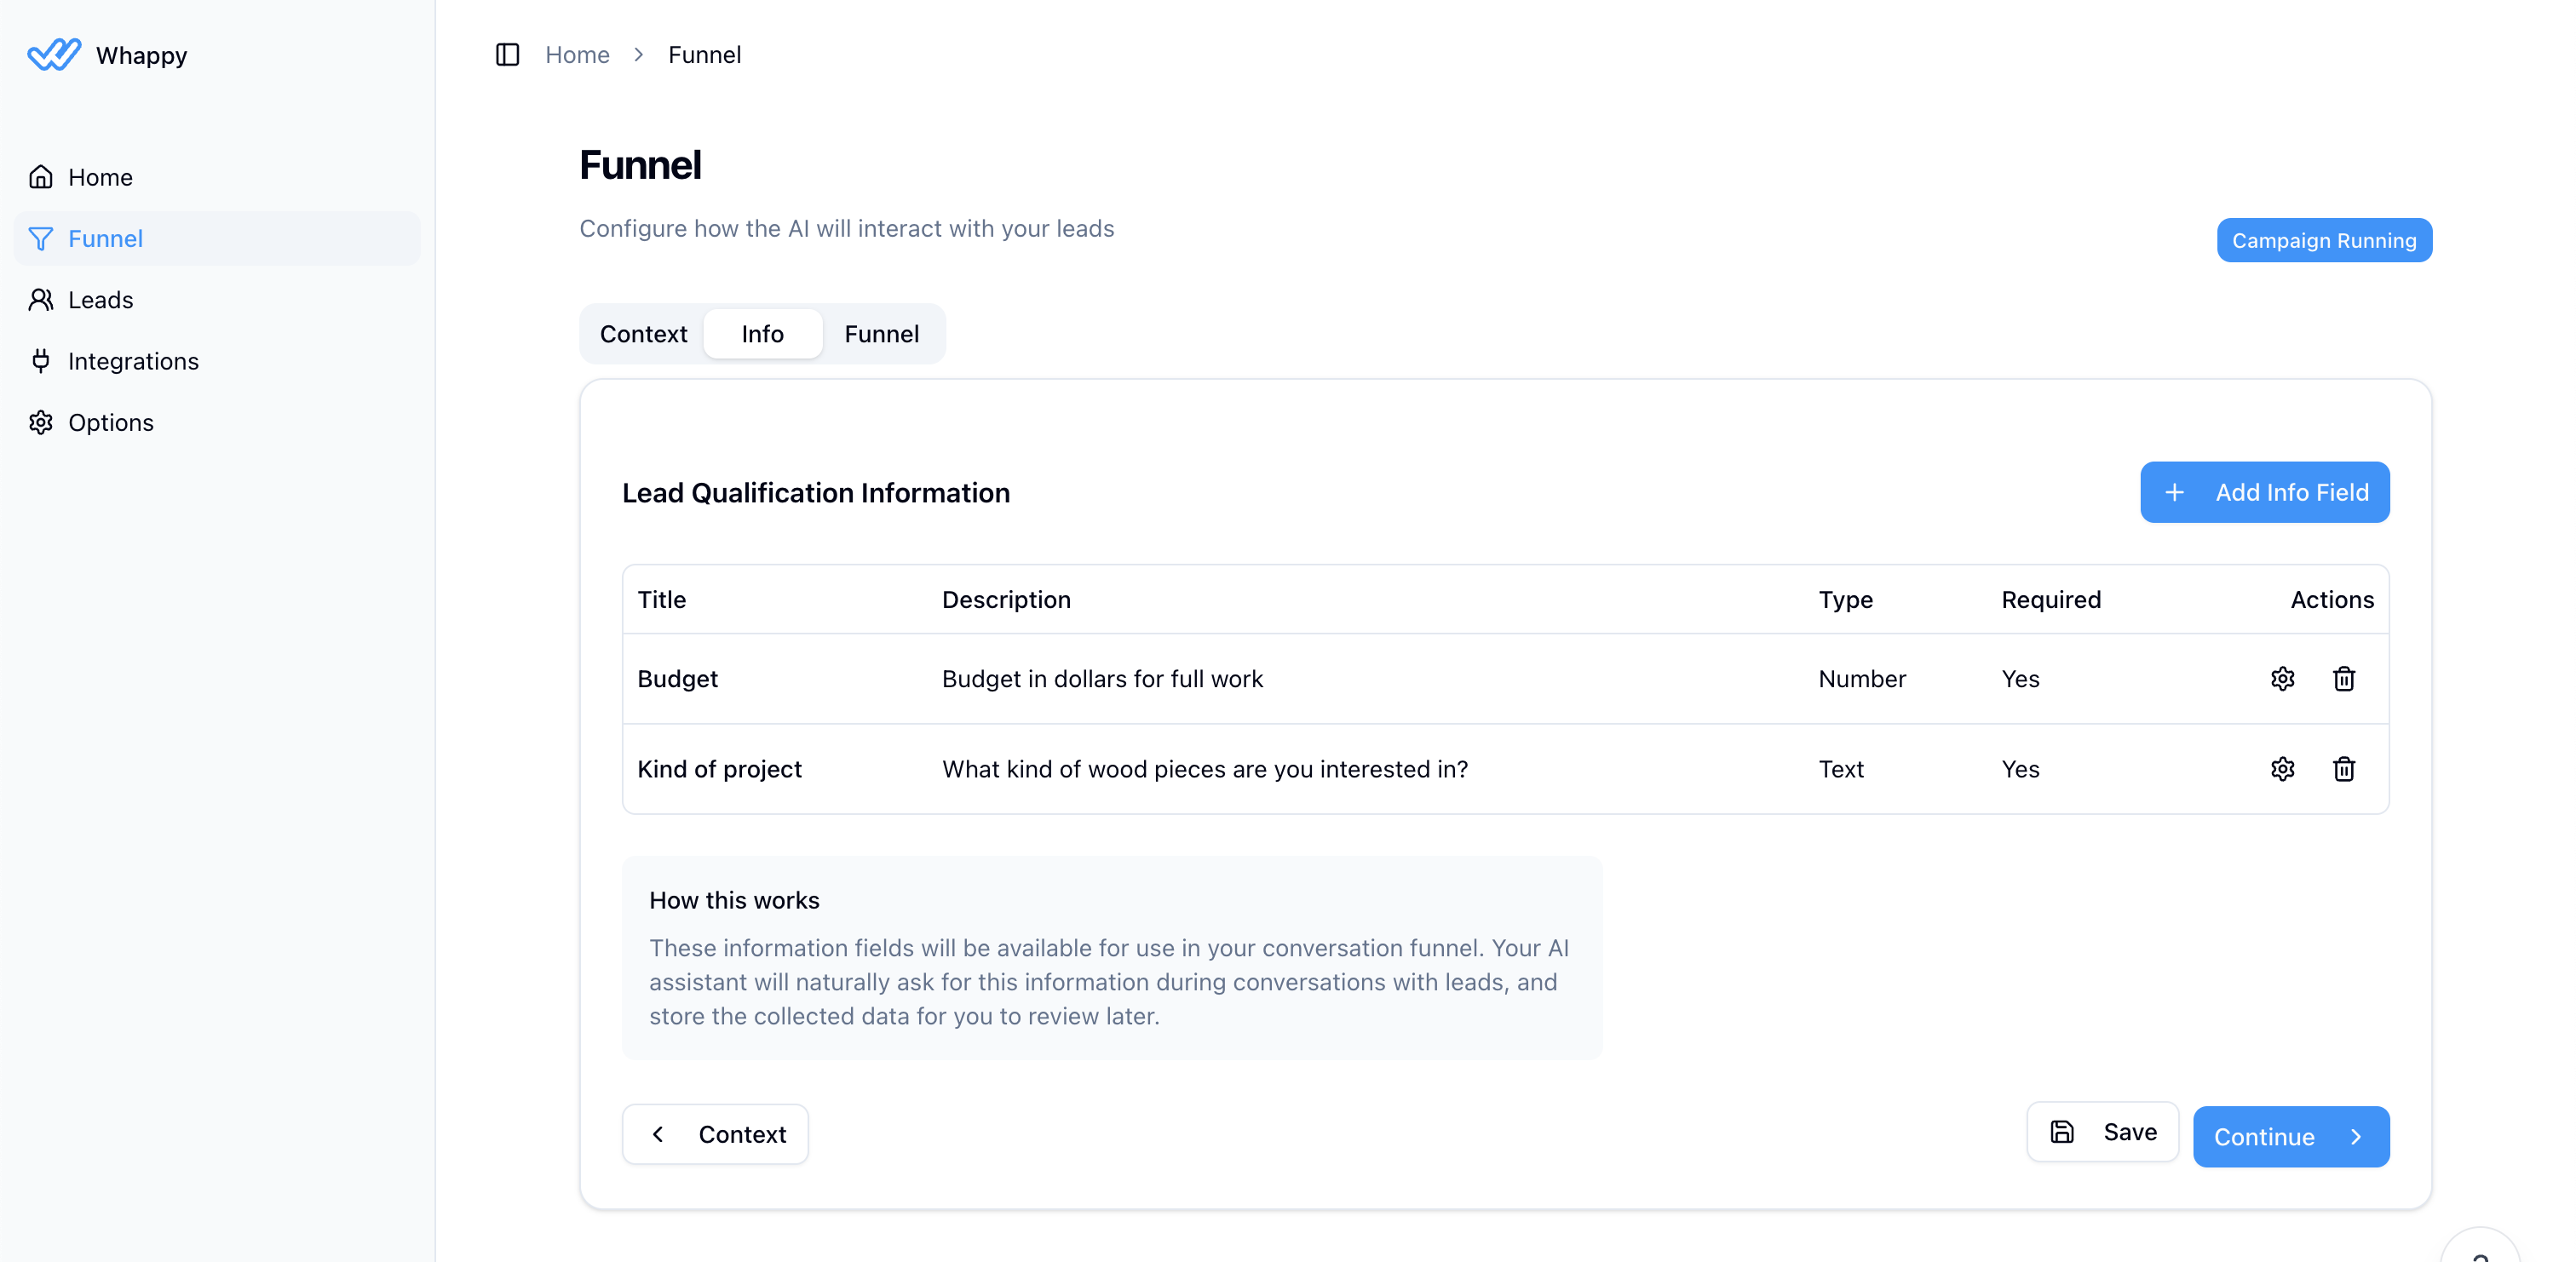 Whappy
Home
Funnel
Leads
Integrations
Options
Home > Funnel
Funnel
Configure how the AI will interact with your leads
Campaign Running
Context Info Funnel
Lead Qualification Information
+ Add Info Field
Title Description Type Required Actions
Budget Budget in dollars for full work Number Yes
Kind of project What kind of wood pieces are you interested in? Text Yes
How this works
These information fields will be available for use in your conversation funnel. Your AI
assistant will naturally ask for this information during conversations with leads, and
store the collected data for you to review later.
Context
Save
Continue